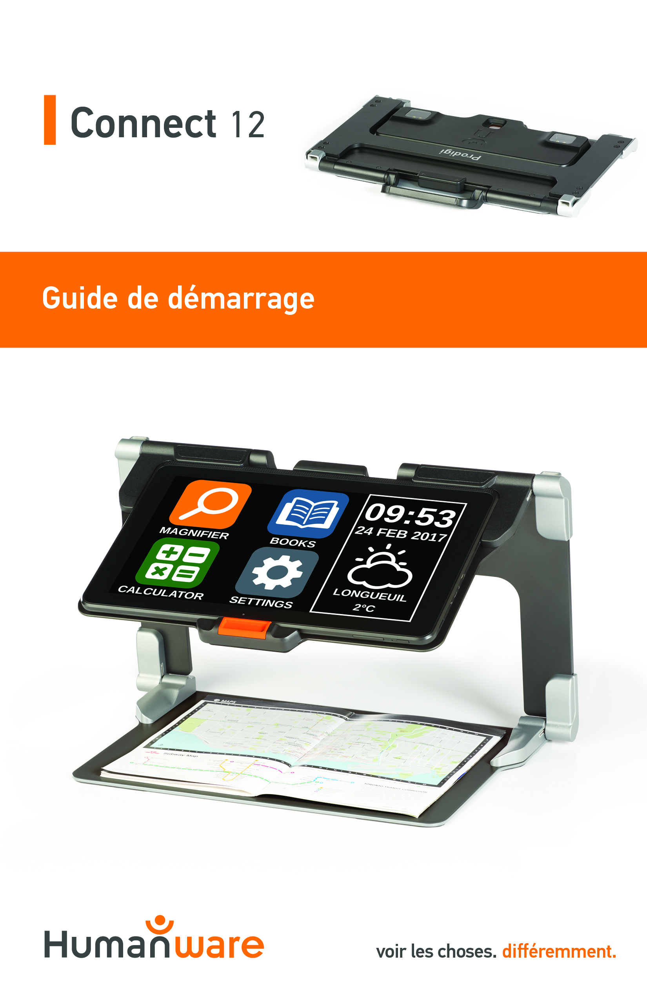 Connect 12
Prodigi
Guide de démarrage
MAGNIFIER
BOOKS
CALCULATOR
SETTINGS
09:53
24 FEB 2017
LONGUEUIL
2°C
MAPS
Subway Map
TORONTO TRANSIT COMMISSION
Humanware
voir les choses. différemment.